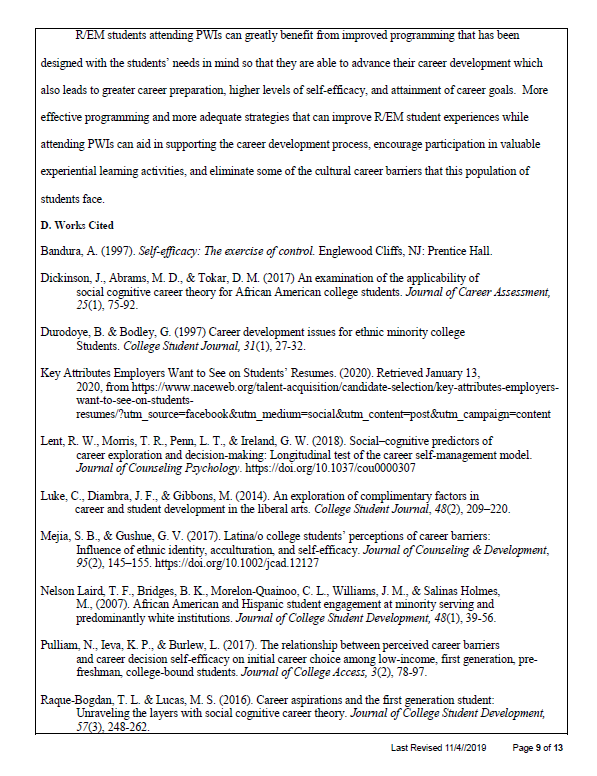 R/EM students attending PWIs can greatly benefit from improved programming that has been
designed with the students' needs in mind so that they are able to advance their career development which
also leads to greater career preparation, higher levels of self-efficacy, and attainment of career goals.  More
effective programming and more adequate strategies that can improve R/EM student experiences while
attending PWIs can aid in supporting the career development process, encourage participation in valuable
experiential learning activities, and eliminate some of the cultural career barriers that this population of
students face.
D. Works Cited
Bandura, A. (1997). Self-efficacy: The exercise of control. Englewood Cliffs, NJ: Prentice Hall.
Dickinson, J., Abrams, M. D., & Tokar, D. M. (2017) An examination of the applicability of
social cognitive career theory for African American college students. Journal of Career Assessment,
25(1), 75-92.
Durodoye, B. & Bodley, G. (1997) Career development issues for ethnic minority college
Students. College Student Journal, 31(1), 27-32.
Key Attributes Employers Want to See on Students' Resumes. (2020). Retrieved January 13,
2020, from https://www.naceweb.org/talent-acquisition/candidate-selection/key-attributes-employers-
want-to-see-on-students-
resumes/?utm_source=facebook&utm_medium=social&utm_content=post&utm_campaign=content
Lent, R. W., Morris, T. R., Penn, L. T., & Ireland, G. W. (2018). Social–cognitive predictors of
career exploration and decision-making: Longitudinal test of the career self-management model.
Journal of Counseling Psychology. https://doi.org/10.1037/cou0000307
Luke, C., Diambra, J. F., & Gibbons, M. (2014). An exploration of complimentary factors in
career and student development in the liberal arts. College Student Journal, 48(2), 209–220.
Mejia, S. B., & Gushue, G. V. (2017). Latina/o college students' perceptions of career barriers:
Influence of ethnic identity, acculturation, and self-efficacy. Journal of Counseling & Development,
95(2), 145–155. https://doi.org/10.1002/jcad.12127
Nelson Laird, T. F., Bridges, B. K., Morelon-Quainoo, C. L., Williams, J. M., & Salinas Holmes,
M., (2007). African American and Hispanic student engagement at minority serving and
predominantly white institutions. Journal of College Student Development, 48(1), 39-56.
Pulliam, N., Ieva, K. P., & Burlew, L. (2017). The relationship between perceived career barriers
and career decision self-efficacy on initial career choice among low-income, first generation, pre-
freshman, college-bound students. Journal of College Access, 3(2), 78-97.
Raque-Bogdan, T. L. & Lucas, M. S. (2016). Career aspirations and the first generation student:
Unraveling the layers with social cognitive career theory. Journal of College Student Development,
57(3), 248-262.
Last Revised 11/4//2019 Page 9 of 13